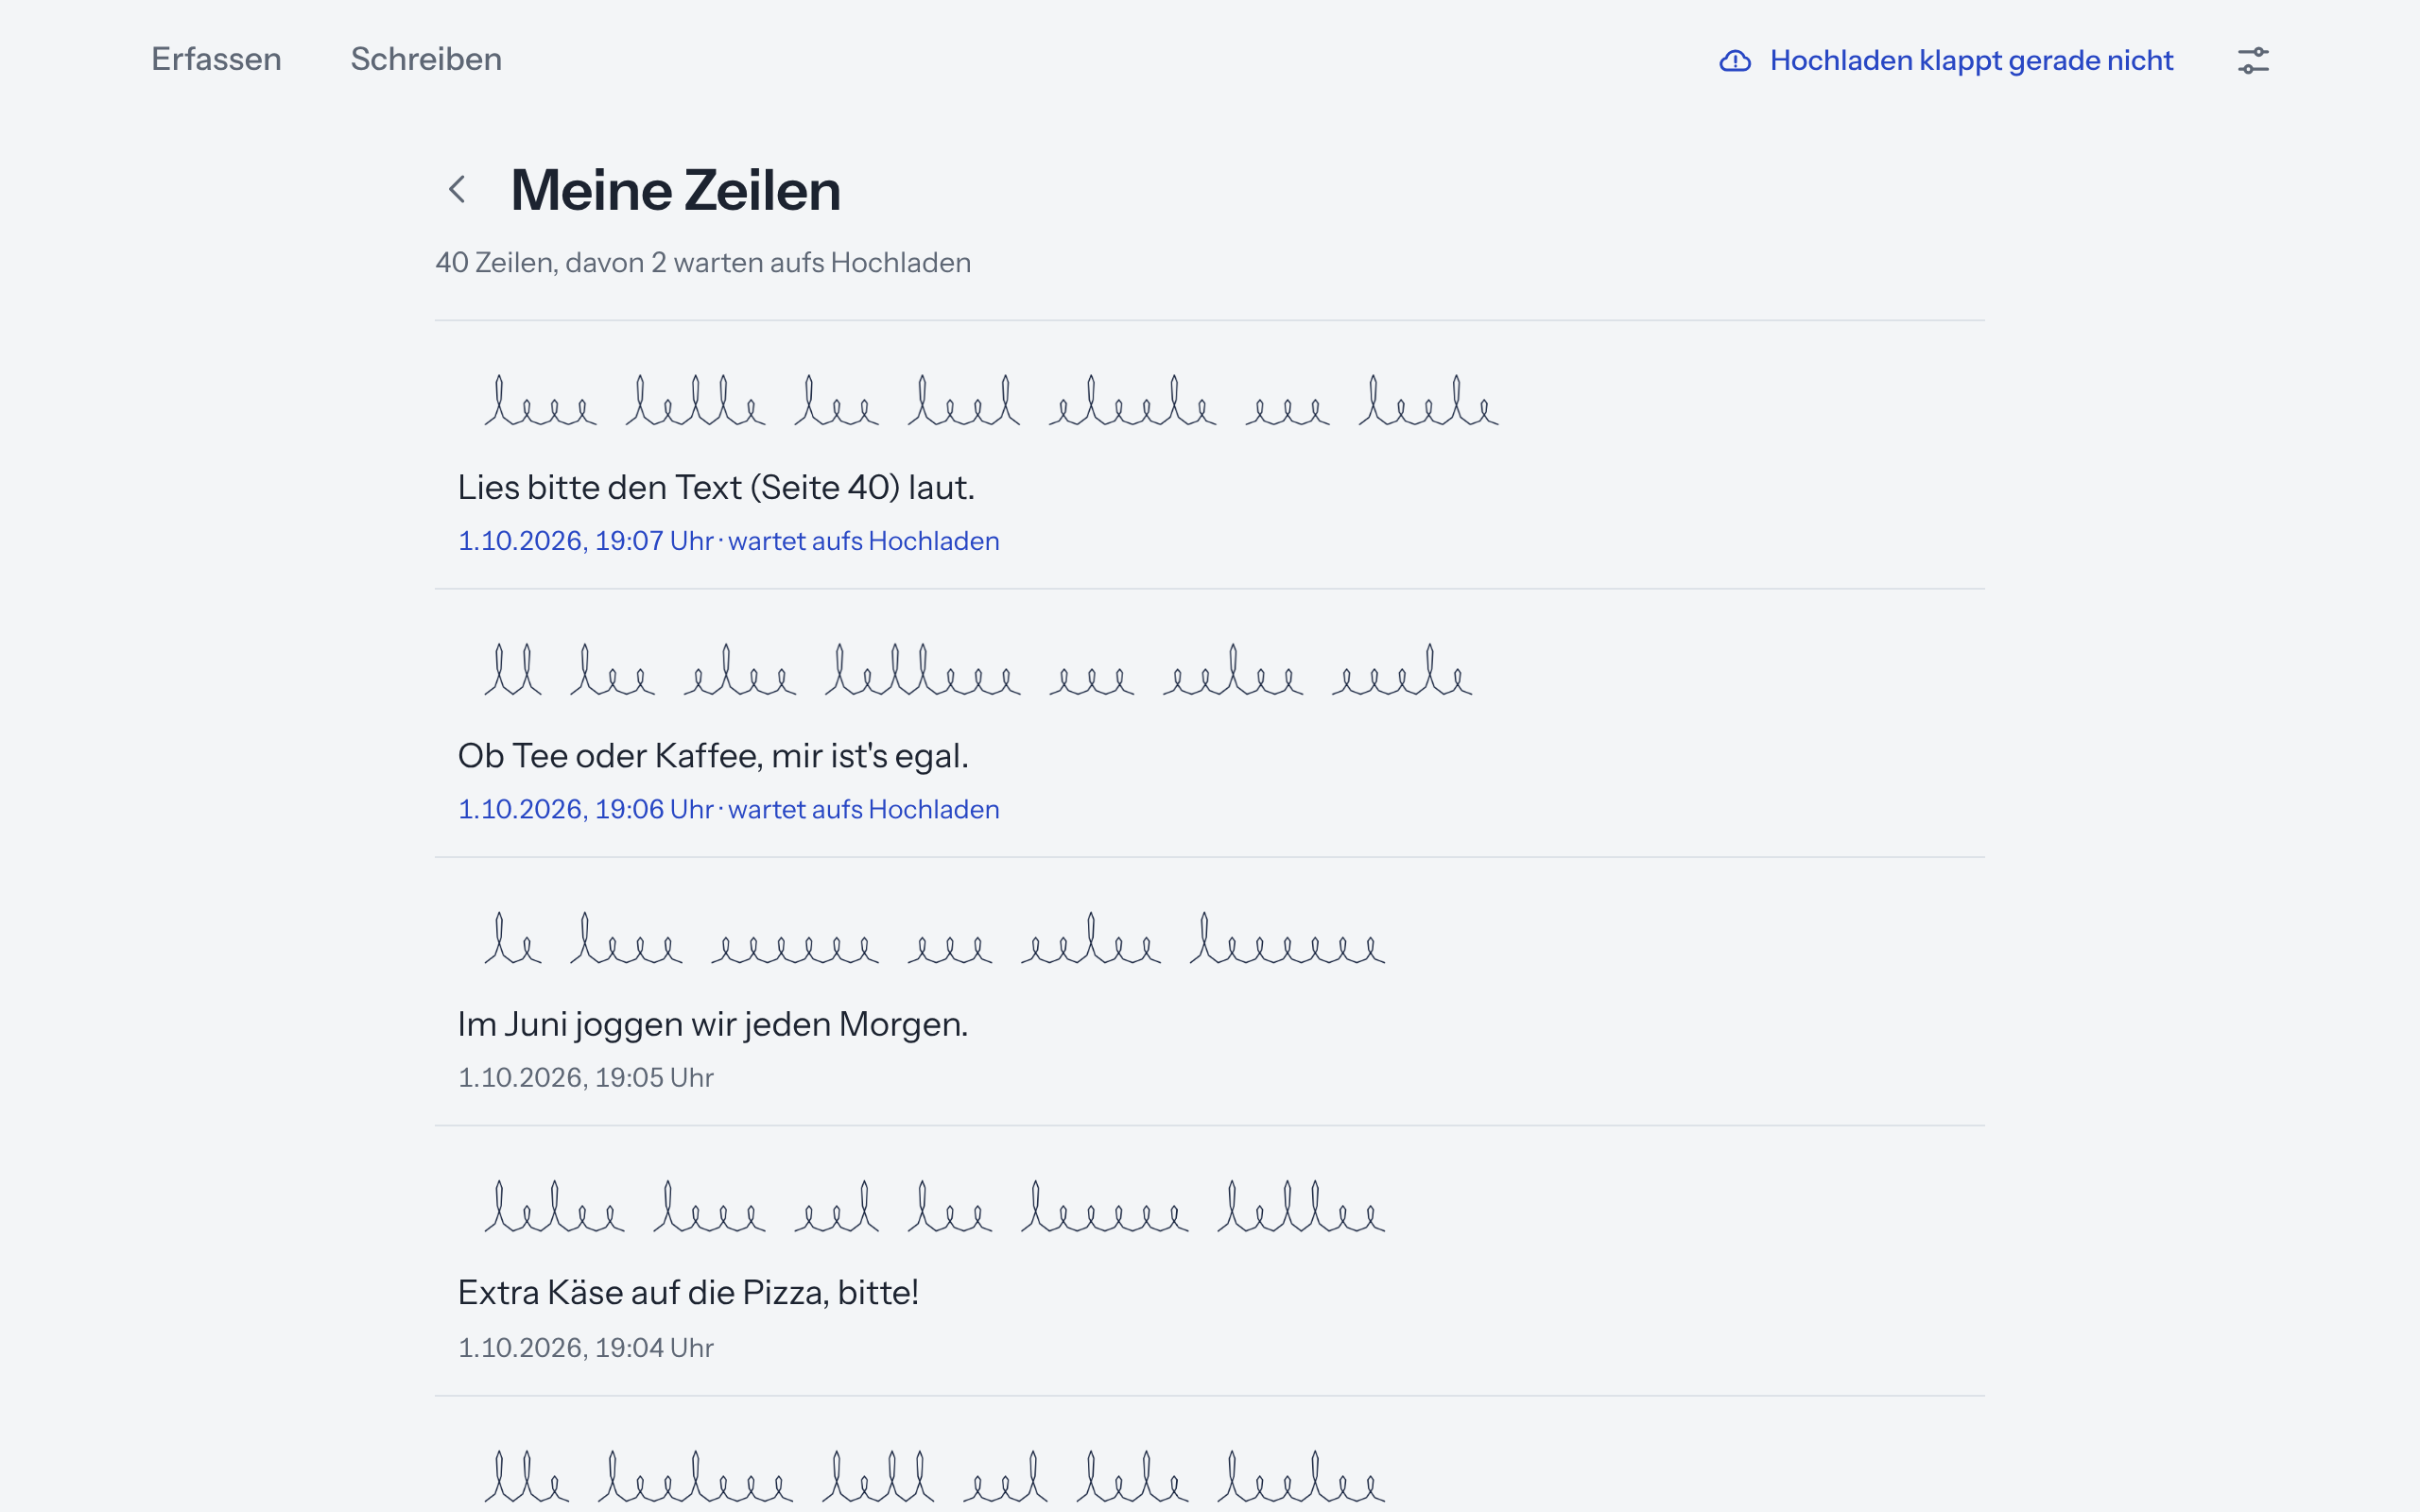 Erfassen Schreiben Hochladen klappt gerade nicht
Meine Zeilen
40 Zeilen, davon 2 warten aufs Hochladen
Lies bitte den Text (Seite 40) laut.
1.10.2026, 19:07 Uhr · wartet aufs Hochladen
Ob Tee oder Kaffee, mir ist's egal.
1.10.2026, 19:06 Uhr · wartet aufs Hochladen
Im Juni joggen wir jeden Morgen.
1.10.2026, 19:05 Uhr
Extra Käse auf die Pizza, bitte!
1.10.2026, 19:04 Uhr